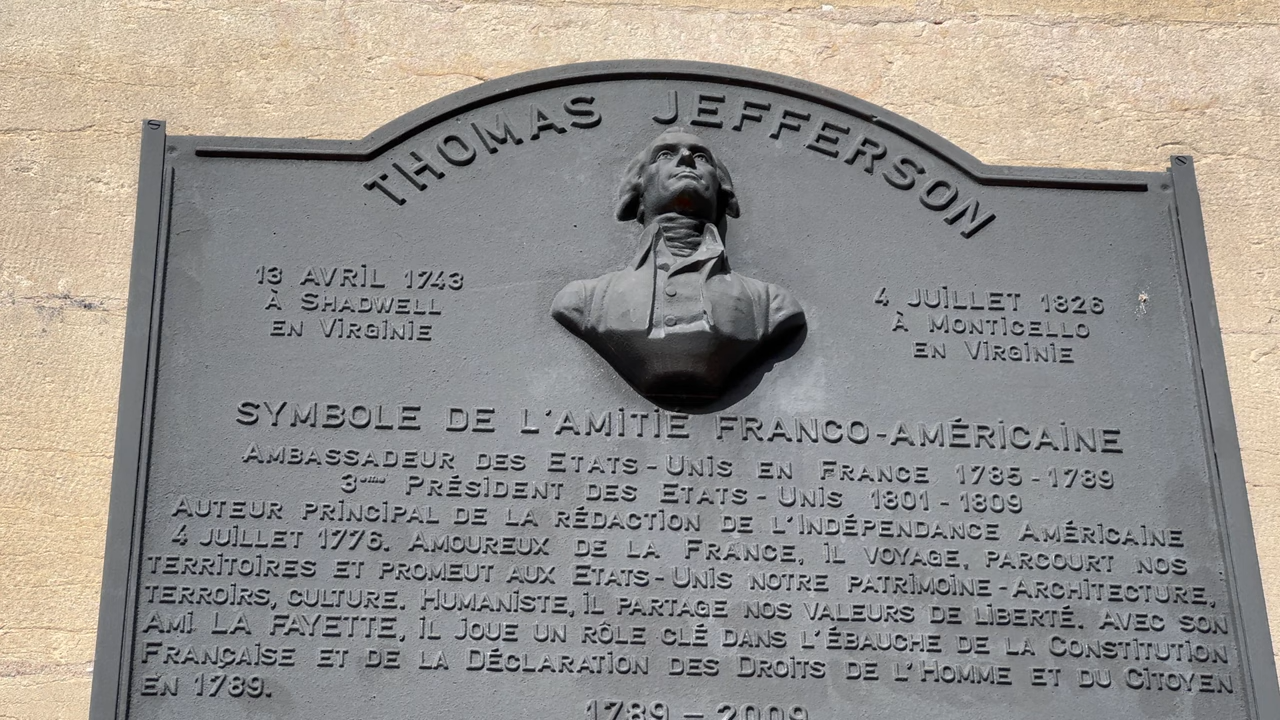 THOMAS JEFFERSON
13 AVRIL 1743
À SHADWELL
EN VIRGINIE
4 JUILLET 1826
À MONTICELLO
EN VIRGINIE
SYMBOLE DE L'AMITIE FRANCO-AMÉRICAINE
AMBASSADEUR DES ETATS-UNIS EN FRANCE 1785-1789
3ème PRÉSIDENT DES ETATS-UNIS 1801-1809
AUTEUR PRINCIPAL DE LA RÉDACTION DE L'INDÉPENDANCE AMÉRICAINE
4 JUILLET 1776. AMOUREUX DE LA FRANCE, IL VOYAGE, PARCOURT NOS
TERRITOIRES ET PROMEUT AUX ETATS-UNIS NOTRE PATRIMOINE-ARCHITECTURE,
TERROIRS, CULTURE. HUMANISTE, IL PARTAGE NOS VALEURS DE LIBERTÉ. AVEC SON
AMI LA FAYETTE, IL JOUE UN RÔLE CLÉ DANS L'ÉBAUCHE DE LA CONSTITUTION
FRANÇAISE ET DE LA DÉCLARATION DES DROITS DE L'HOMME ET DU CITOYEN
EN 1789.
1789 – 2009